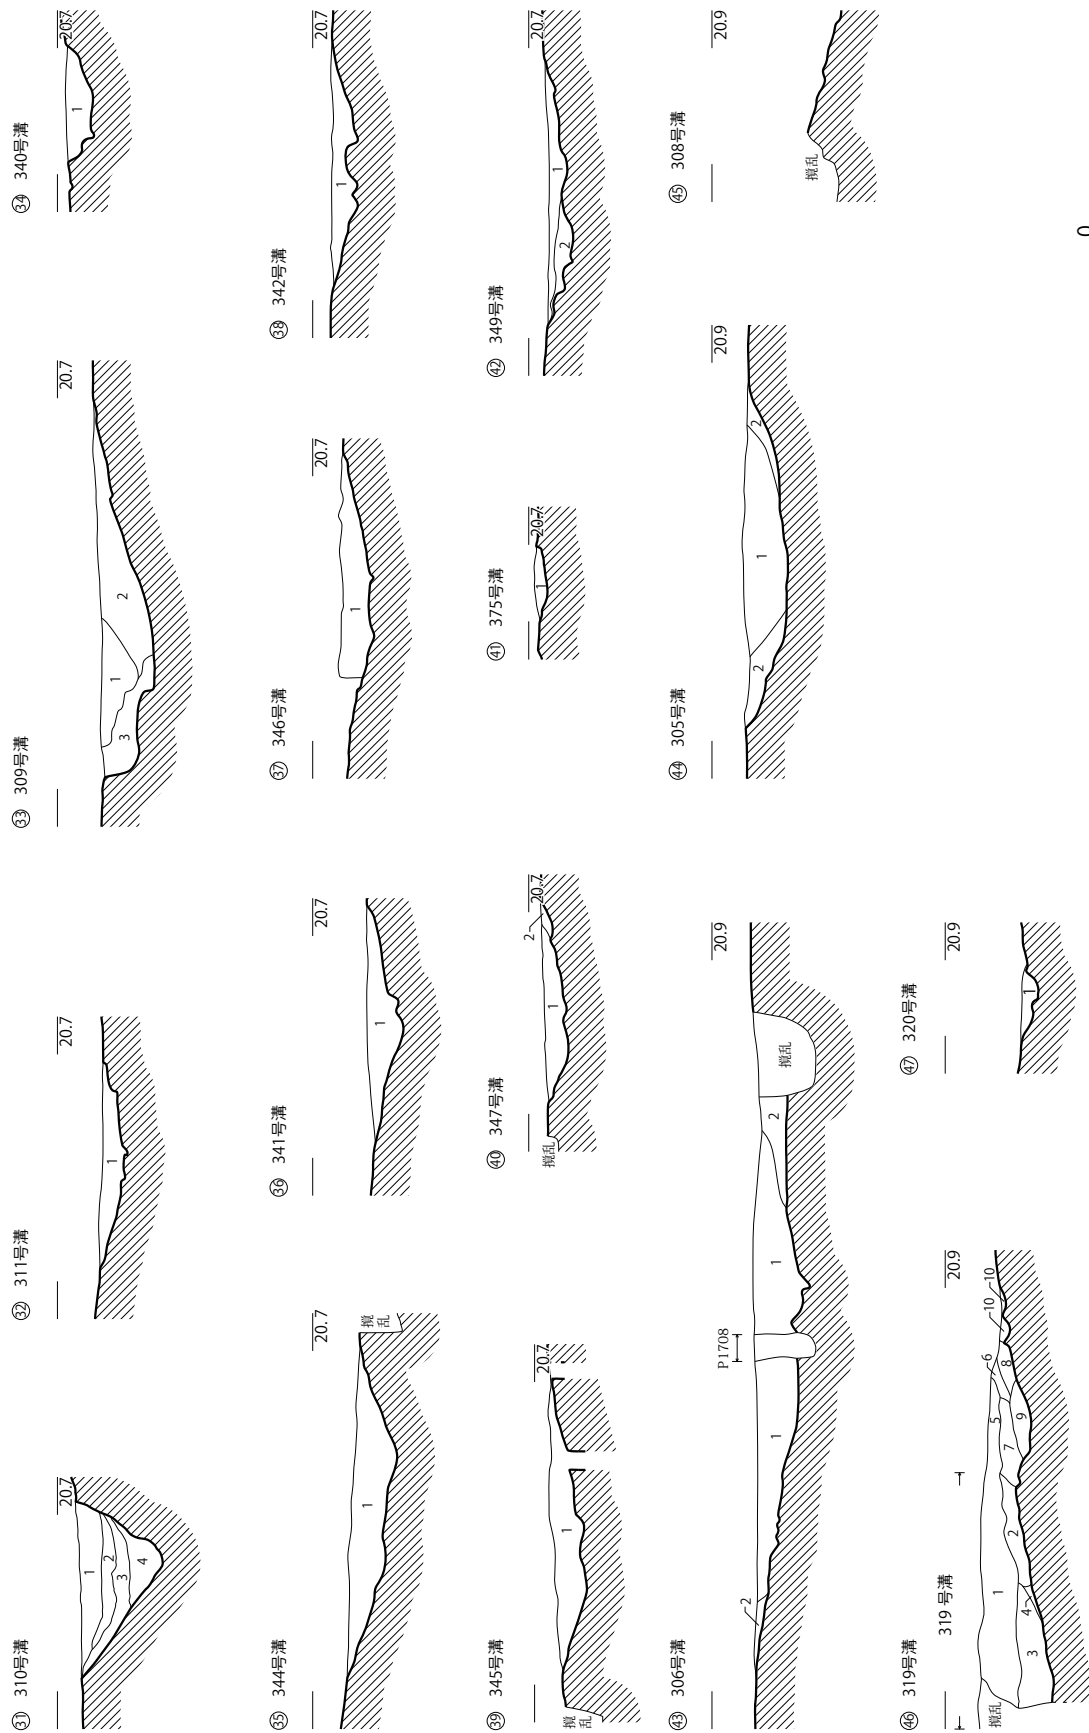 ㉛ 310号溝
20.7
1
2
3
4
㉜ 311号溝
20.7
1
㉝ 309号溝
20.7
1
2
3
㉞ 340号溝
20.7
1
㉟ 344号溝
20.7
1
撹乱
㊱ 341号溝
20.7
1
㊲ 346号溝
20.7
1
㊳ 342号溝
20.7
1
㊴ 345号溝
20.7
1
撹乱
㊵ 347号溝
20.7
1
2
撹乱
㊶ 375号溝
20.7
1
㊷ 349号溝
20.7
1
2
㊸ 306号溝
20.9
2
1
P1708
1
2
撹乱
㊹ 305号溝
20.9
2
1
2
㊺ 308号溝
20.9
撹乱
㊻ 319号溝
319 号溝
20.9
撹乱
1
2
3
4
5
6
7
8
9
10
10
㊼ 320号溝
20.9
1
0